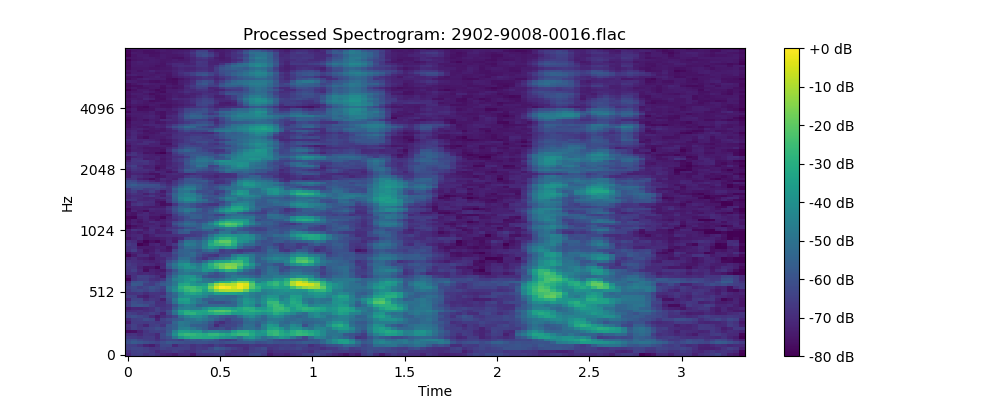 Processed Spectrogram: 2902-9008-0016.flac
Hz
4096
2048
1024
512
0
0
0.5
1
1.5
2
2.5
3
Time
+0 dB
-10 dB
-20 dB
-30 dB
-40 dB
-50 dB
-60 dB
-70 dB
-80 dB